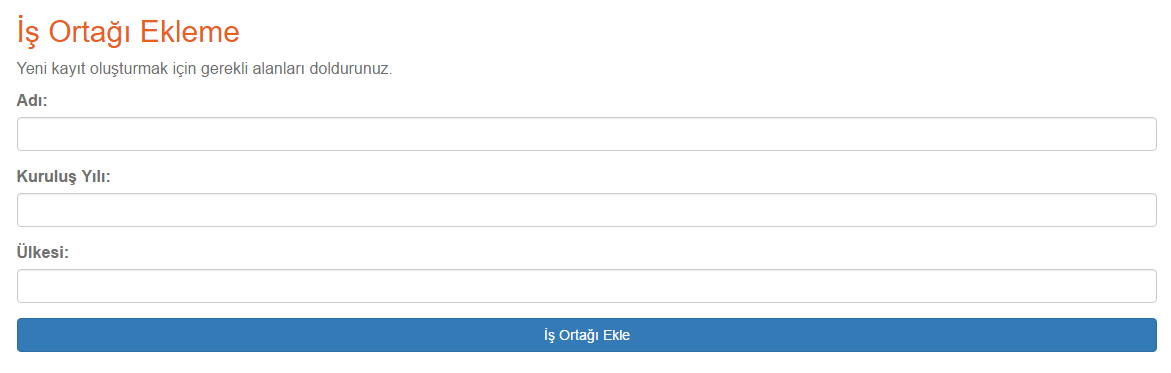 İş Ortağı Ekleme
Yeni kayıt oluşturmak için gerekli alanları doldurunuz.
Adı:
Kuruluş Yılı:
Ülkesi:
İş Ortağı Ekle